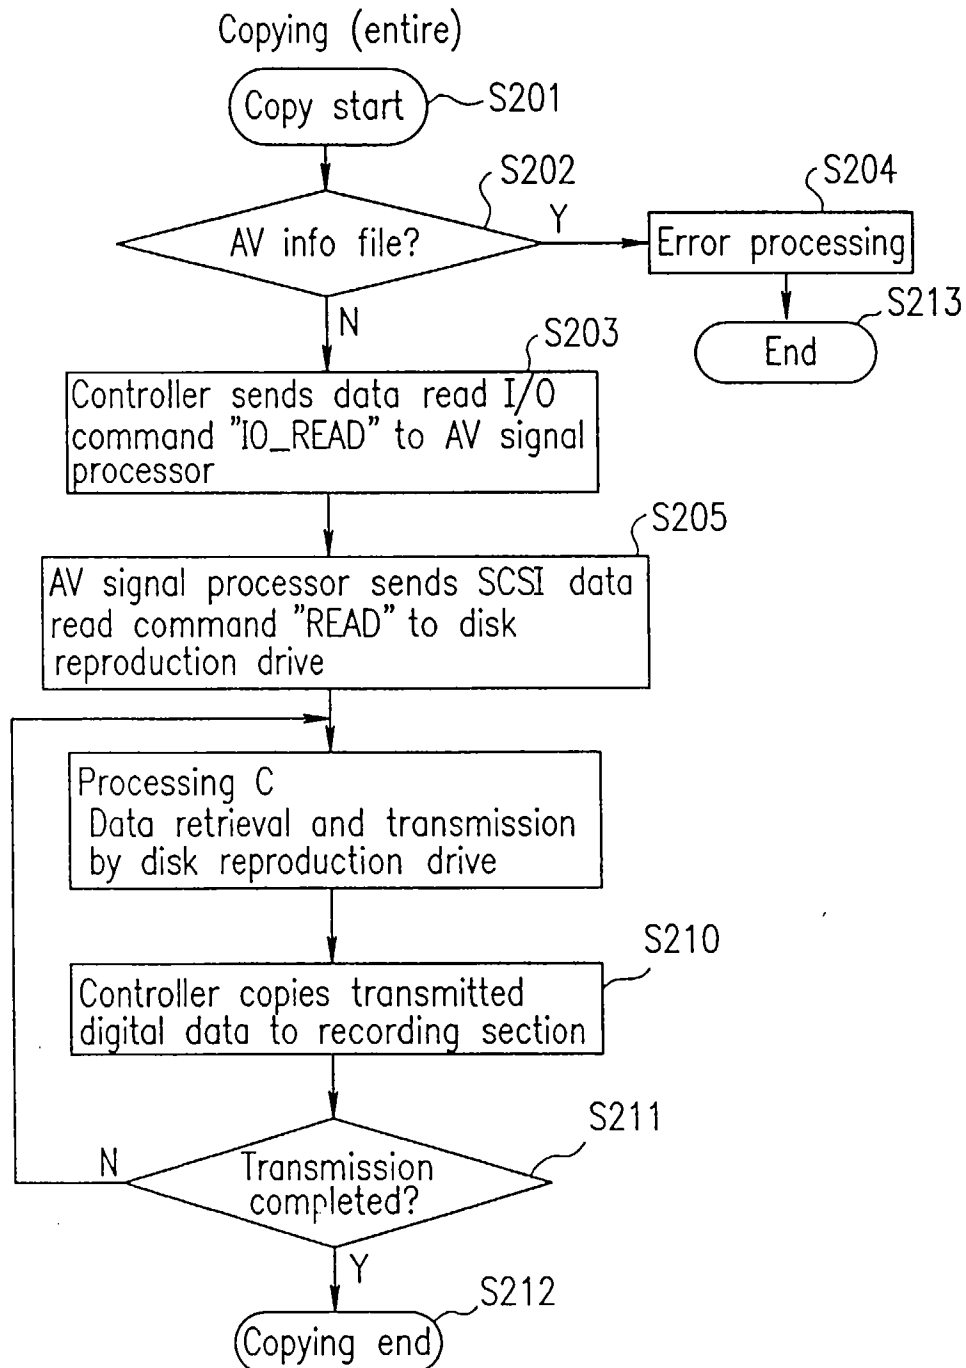 Copying (entire)
Copy start
S201
S202
AV info file?
Y
S204
Error processing
S213
End
N
S203
Controller sends data read I/O
command "IO_READ" to AV signal
processor
S205
AV signal processor sends SCSI data
read command "READ" to disk
reproduction drive
Processing C
Data retrieval and transmission
by disk reproduction drive
S210
Controller copies transmitted
digital data to recording section
S211
N
Transmission
completed?
Y
S212
Copying end